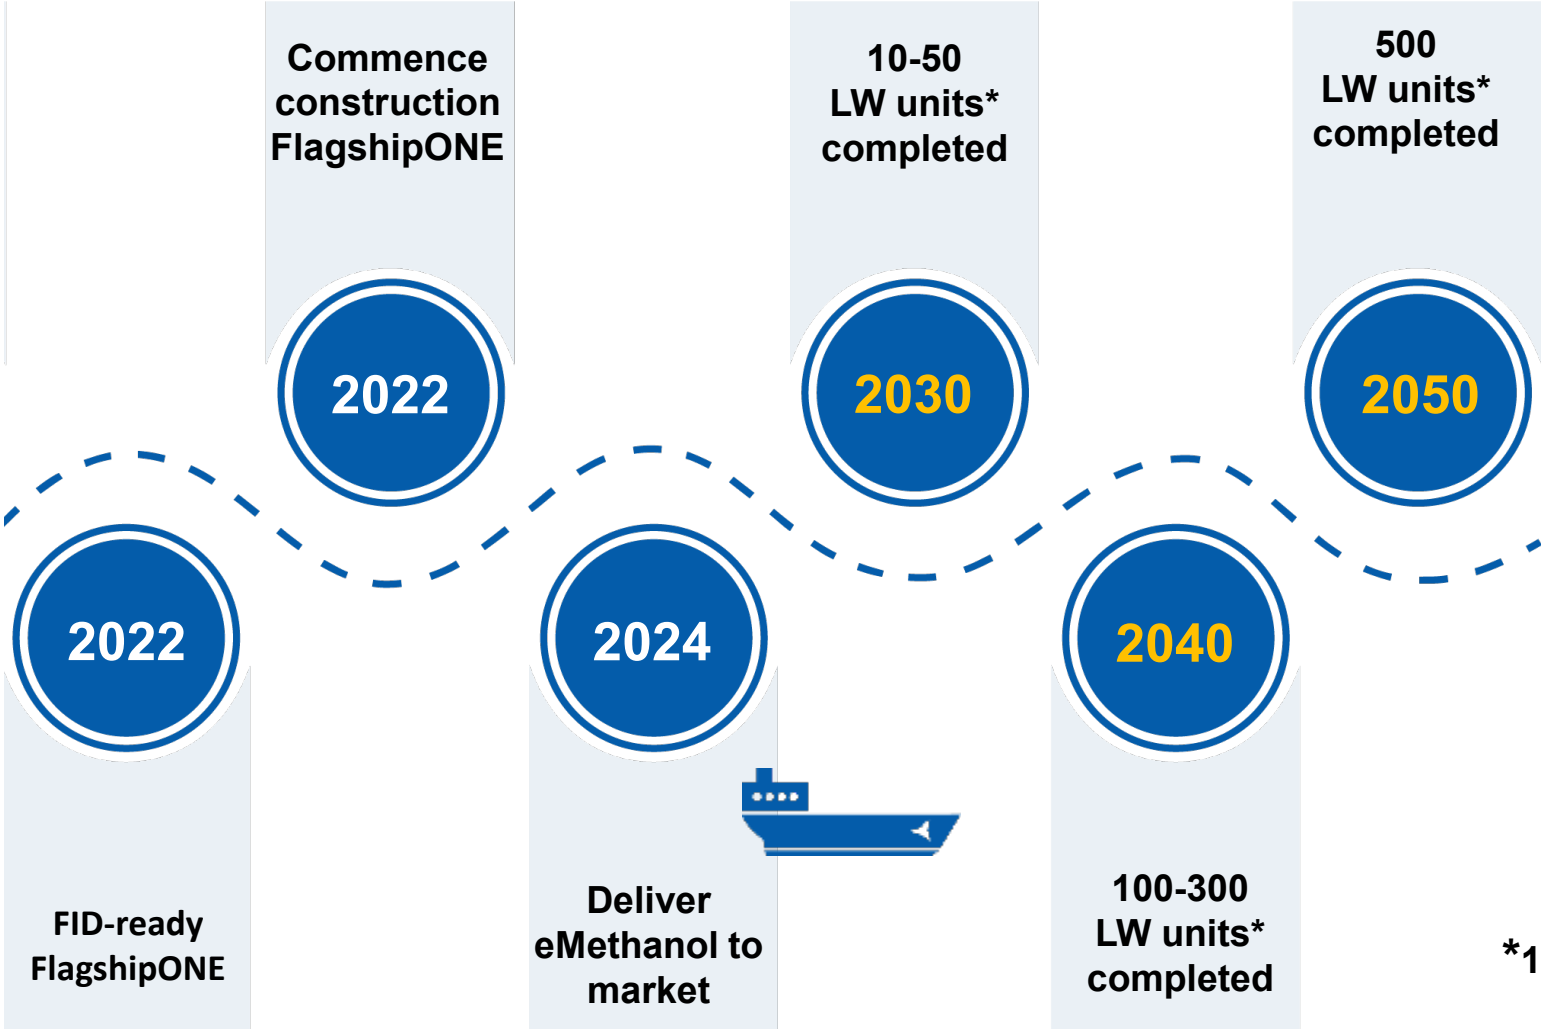 2022
FID-ready
FlagshipONE
Commence
construction
FlagshipONE
2022
2024
Deliver
eMethanol to
market
10-50
LW units*
completed
2030
2040
100-300
LW units*
completed
500
LW units*
completed
2050
*1